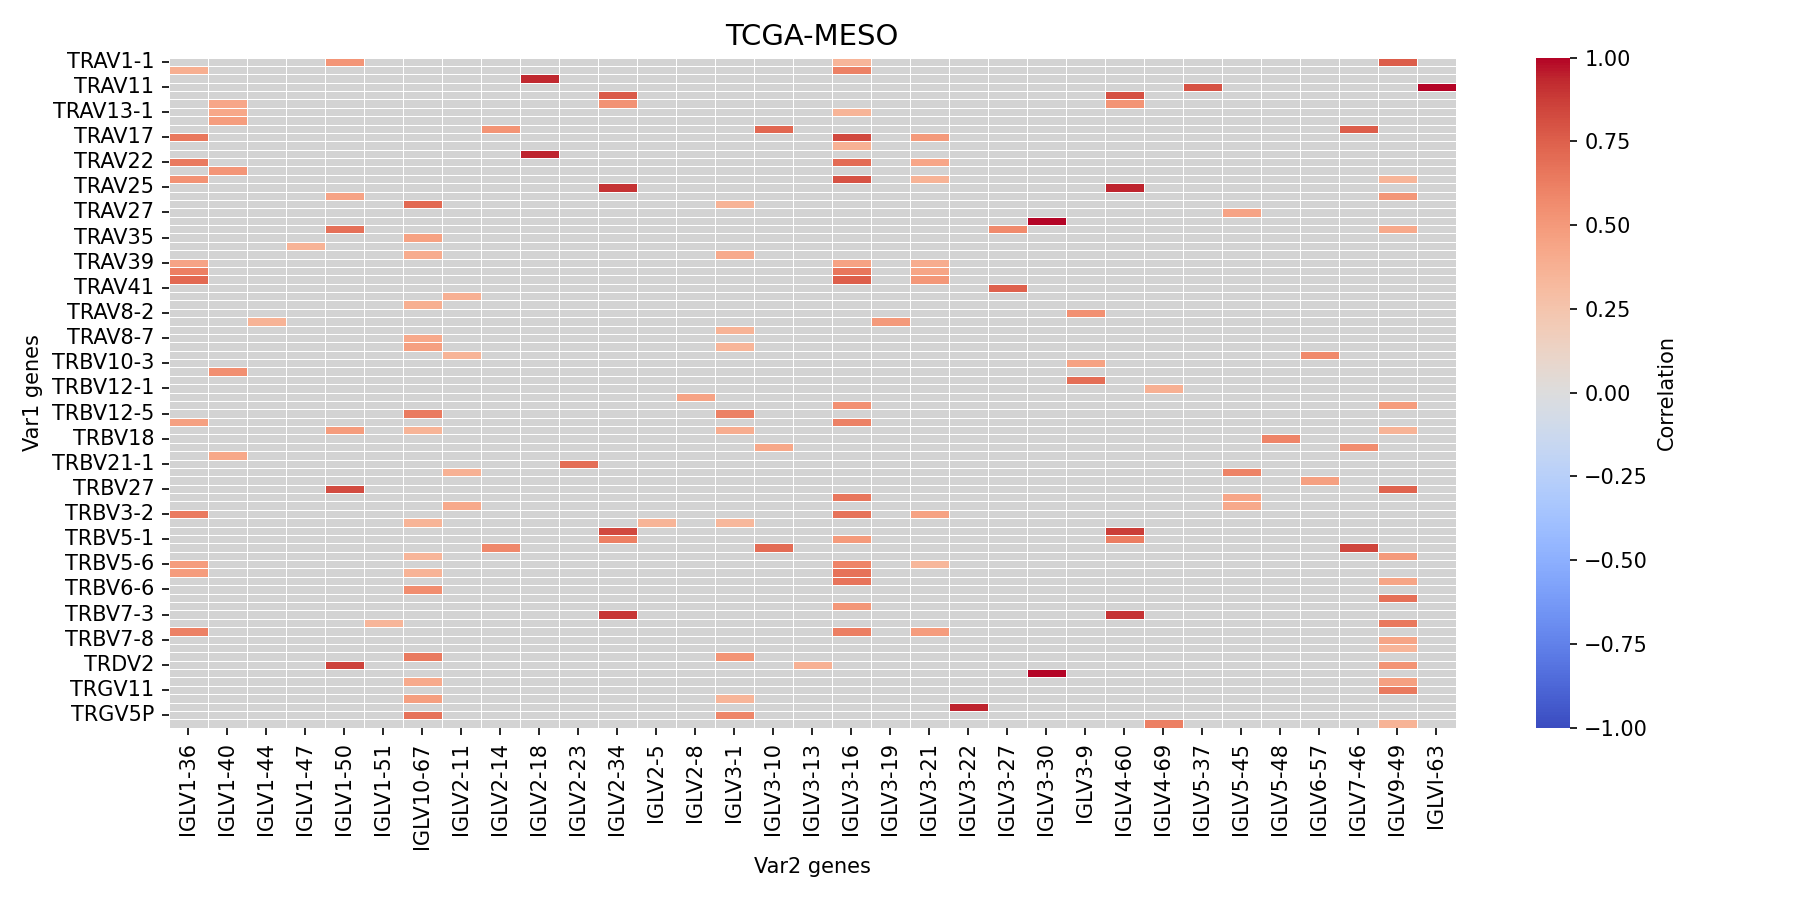 TCGA-MESO
TRAV1-1
TRAV11
TRAV13-1
TRAV17
TRAV22
TRAV25
TRAV27
TRAV35
TRAV39
TRAV41
TRAV8-2
TRAV8-7
TRBV10-3
TRBV12-1
TRBV12-5
TRBV18
TRBV21-1
TRBV27
TRBV3-2
TRBV5-1
TRBV5-6
TRBV6-6
TRBV7-3
TRBV7-8
TRDV2
TRGV11
TRGV5P
Var1 genes
IGLV1-36
IGLV1-40
IGLV1-44
IGLV1-47
IGLV1-50
IGLV1-51
IGLV10-67
IGLV2-11
IGLV2-14
IGLV2-18
IGLV2-23
IGLV2-34
IGLV2-5
IGLV2-8
IGLV3-1
IGLV3-10
IGLV3-13
IGLV3-16
IGLV3-19
IGLV3-21
IGLV3-22
IGLV3-27
IGLV3-30
IGLV3-9
IGLV4-60
IGLV4-69
IGLV5-37
IGLV5-45
IGLV5-48
IGLV6-57
IGLV7-46
IGLV9-49
IGLVI-63
Var2 genes
1.00
0.75
0.50
0.25
0.00
−0.25
−0.50
−0.75
−1.00
Correlation